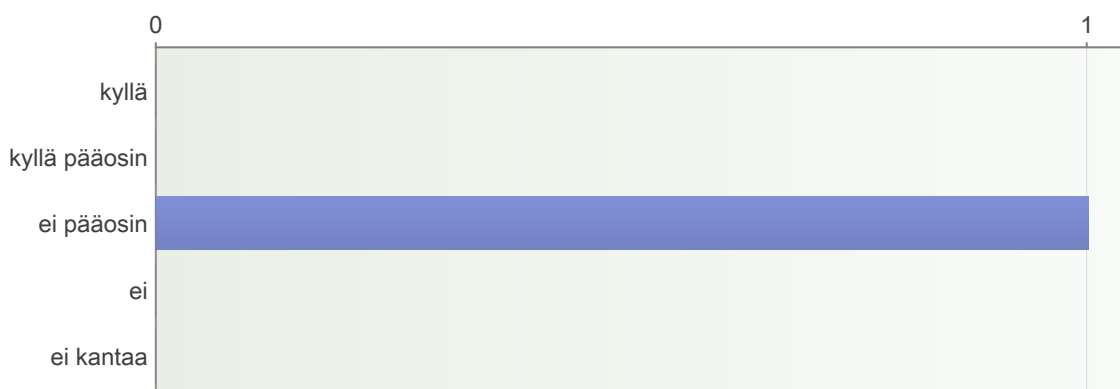 0 1
kyllä
kyllä pääosin
ei pääosin
ei
ei kantaa